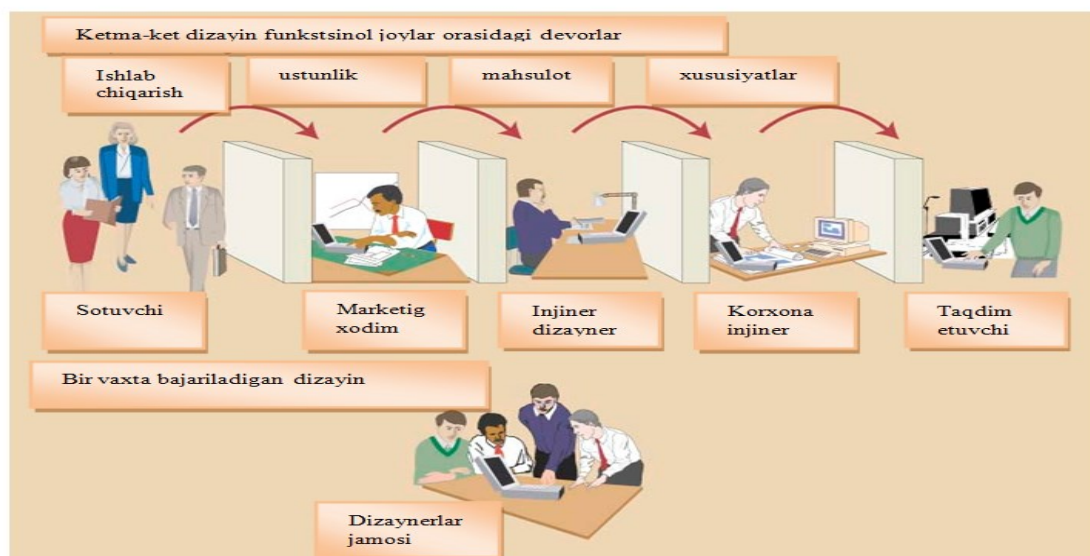 Ketma-ket dizayin funkstsinol joylar orasidagi devorlar
Ishlab
chiqarish
ustunlik
mahsulot
xususiyatlar
Sotuvchi
Marketig
xodim
Injiner
dizayner
Korxona
injiner
Taqdim
etuvchi
Bir vaxta bajariladigan dizayin
Dizaynerlar
jamosi